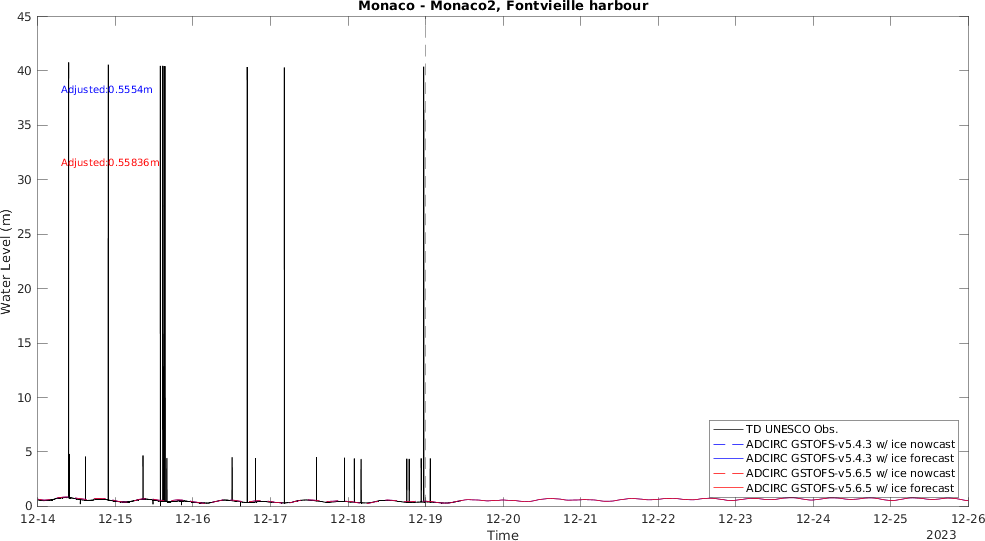 Monaco - Monaco2, Fontvieille harbour
45
40
35
30
25
20
15
10
5
0
Water Level (m)
Adjusted:0.5554m
Adjusted:0.55836m
TD UNESCO Obs.
ADCIRC GSTOFS-v5.4.3 w/ ice nowcast
ADCIRC GSTOFS-v5.4.3 w/ ice forecast
ADCIRC GSTOFS-v5.6.5 w/ ice nowcast
ADCIRC GSTOFS-v5.6.5 w/ ice forecast
12-14 12-15 12-16 12-17 12-18 12-19 12-20 12-21 12-22 12-23 12-24 12-25 12-26
Time
2023